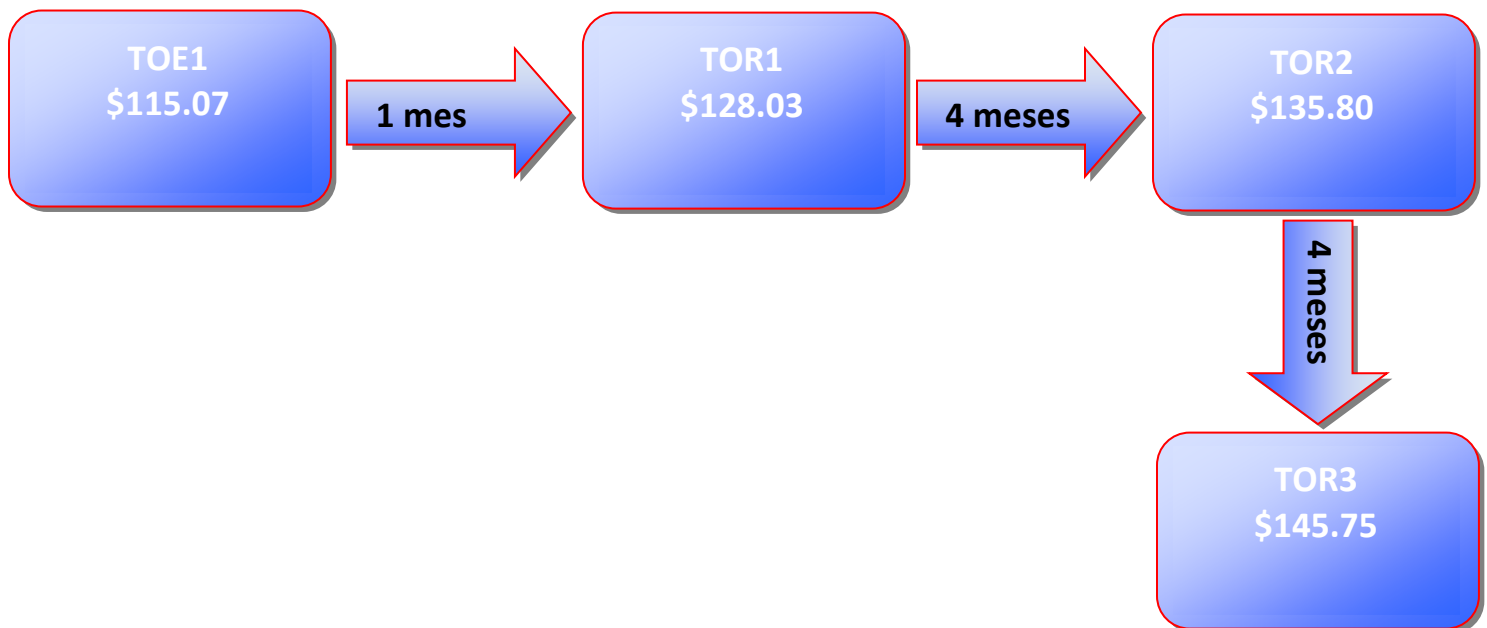 TOE1
$115.07
1 mes
TOR1
$128.03
4 meses
TOR2
$135.80
4 meses
TOR3
$145.75